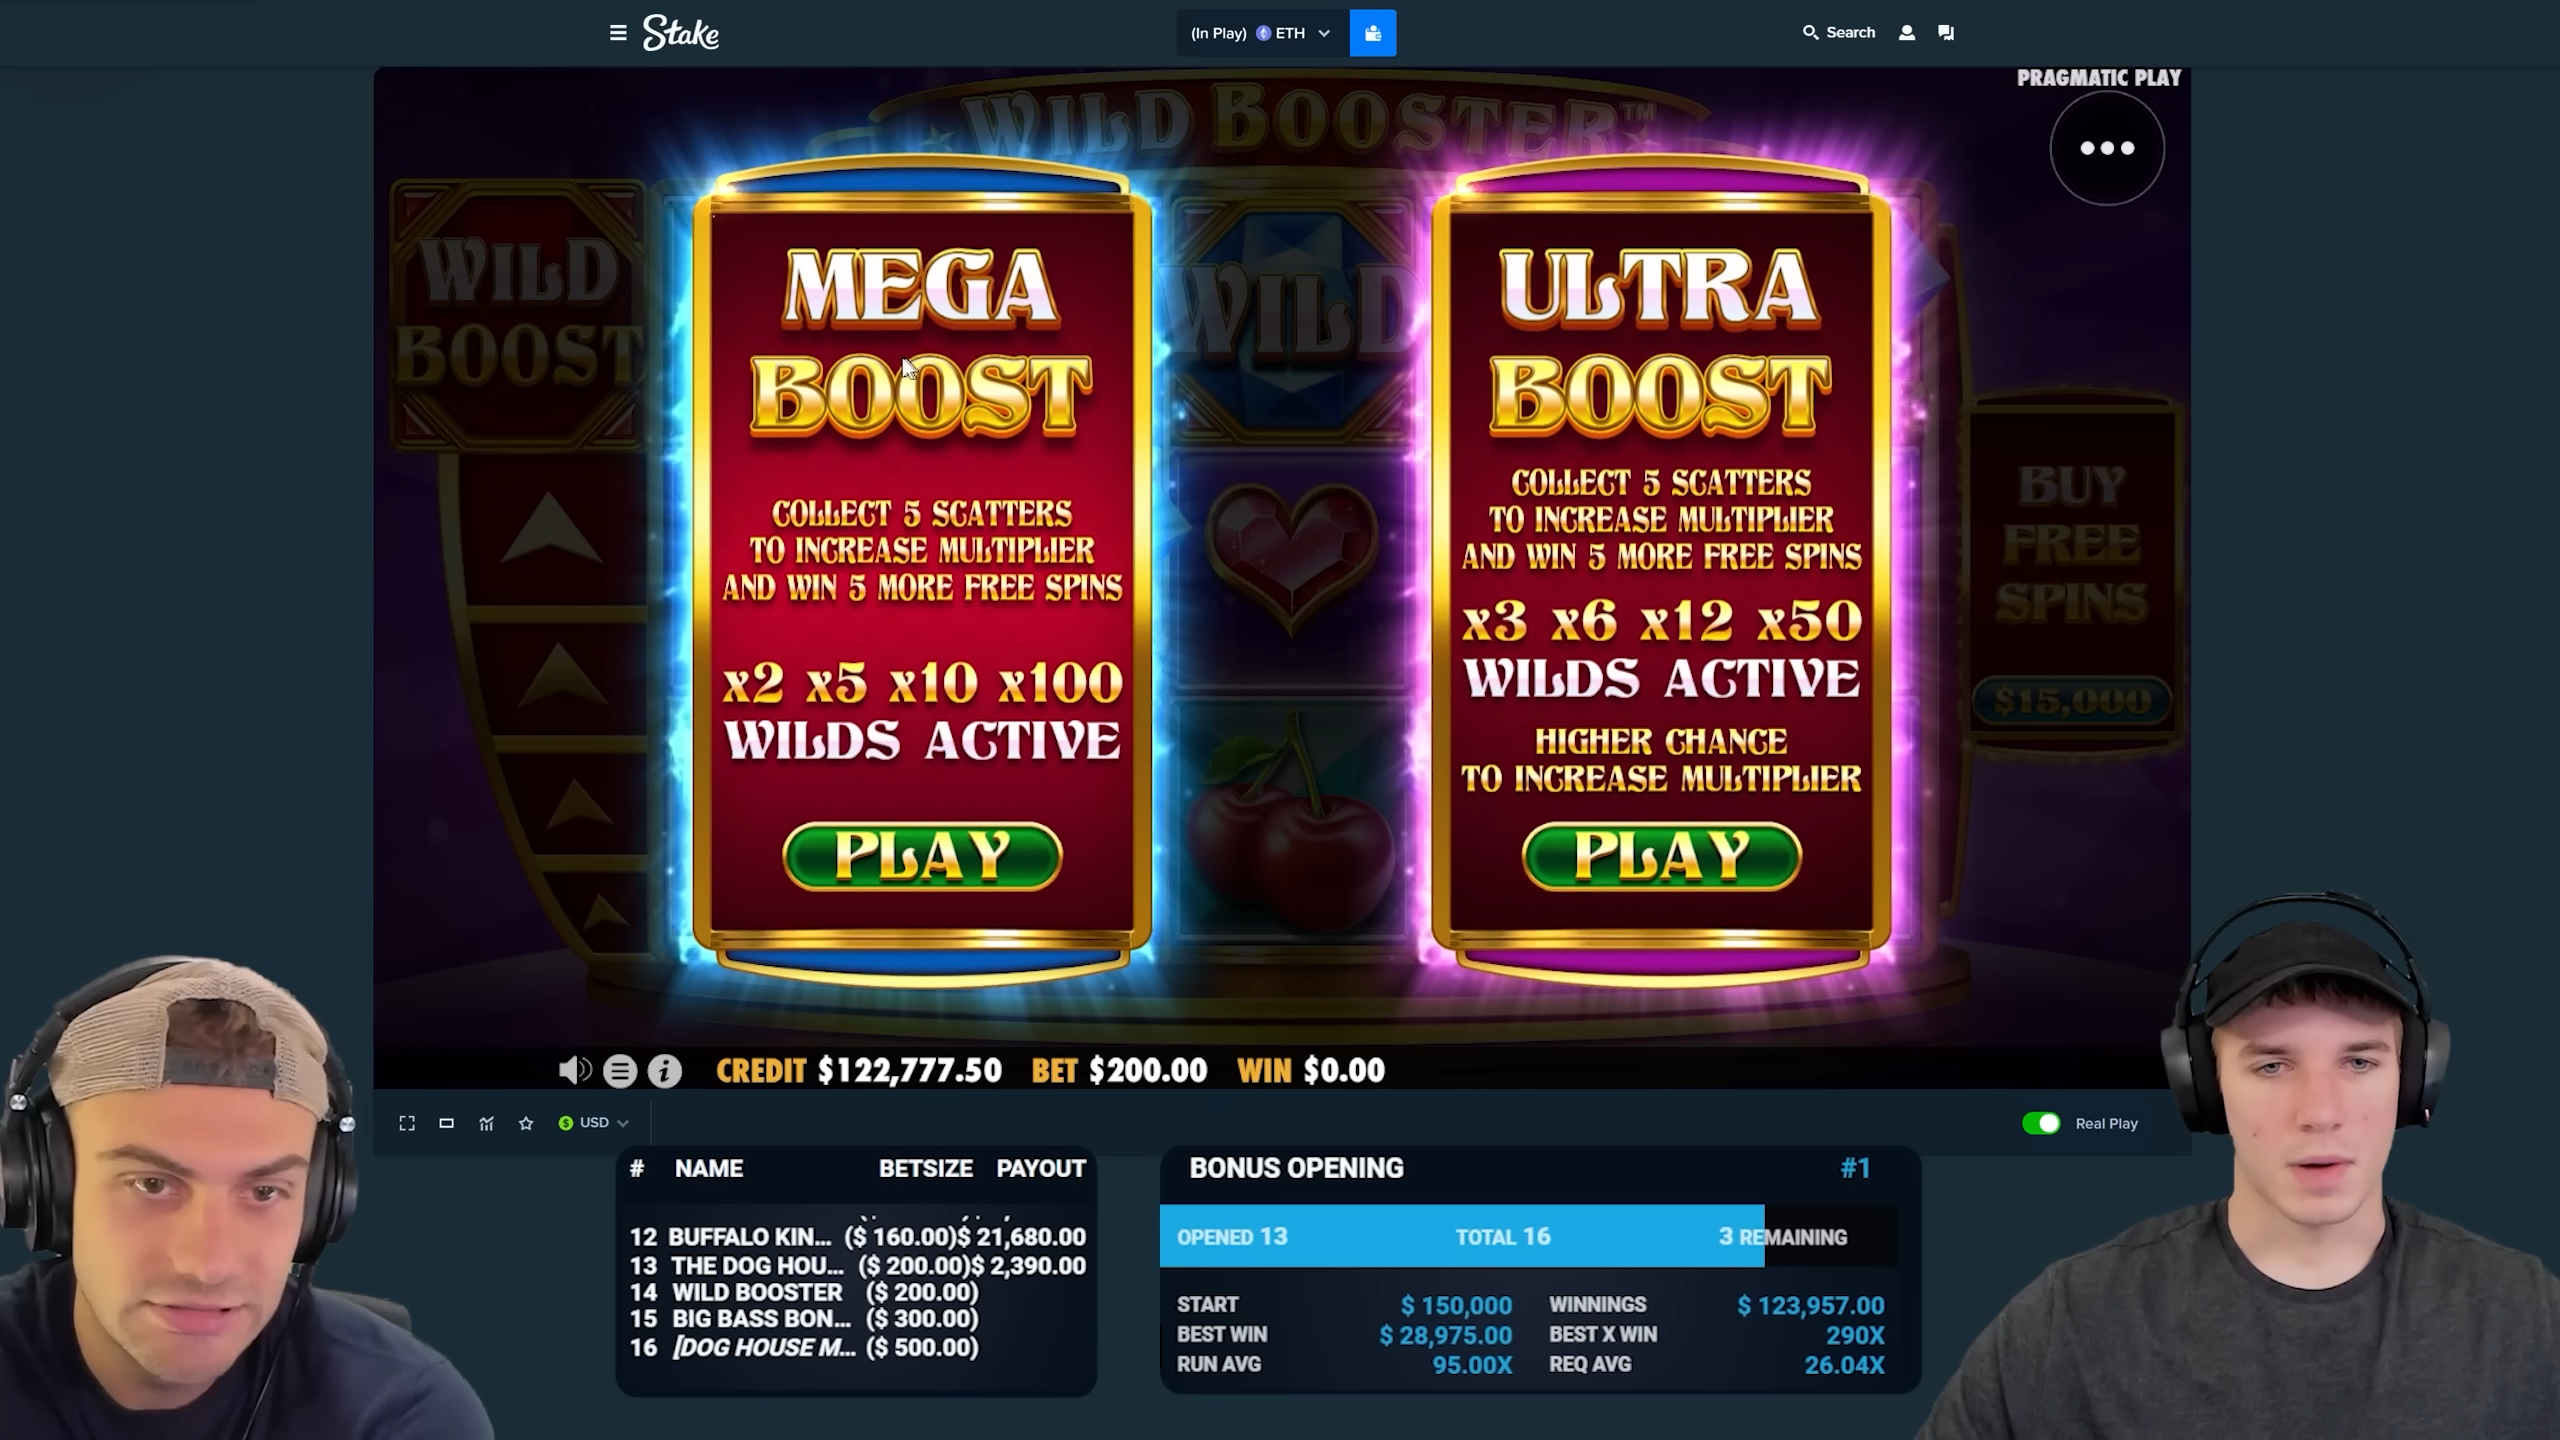 Stake
(In Play) ETH
Search
PRAGMATIC PLAY
WILD BOOSTER™
WILD
BOOST
WILD
MEGA
BOOST
COLLECT 5 SCATTERS
TO INCREASE MULTIPLIER
AND WIN 5 MORE FREE SPINS
x2 x5 x10 x100
WILDS ACTIVE
PLAY
ULTRA
BOOST
COLLECT 5 SCATTERS
TO INCREASE MULTIPLIER
AND WIN 5 MORE FREE SPINS
x3 x6 x12 x50
WILDS ACTIVE
HIGHER CHANCE
TO INCREASE MULTIPLIER
PLAY
BUY
FREE
SPINS
$15,000
CREDIT $122,777.50 BET $200.00 WIN $0.00
USD
Real Play
# NAME BETSIZE PAYOUT
12 BUFFALO KIN... ($ 160.00) $ 21,680.00
13 THE DOG HOU... ($ 200.00) $ 2,390.00
14 WILD BOOSTER ($ 200.00)
15 BIG BASS BON... ($ 300.00)
16 [DOG HOUSE M... ($ 500.00)
BONUS OPENING #1
OPENED 13 TOTAL 16 3 REMAINING
START $ 150,000 WINNINGS $ 123,957.00
BEST WIN $ 28,975.00 BEST X WIN 290X
RUN AVG 95.00X REQ AVG 26.04X